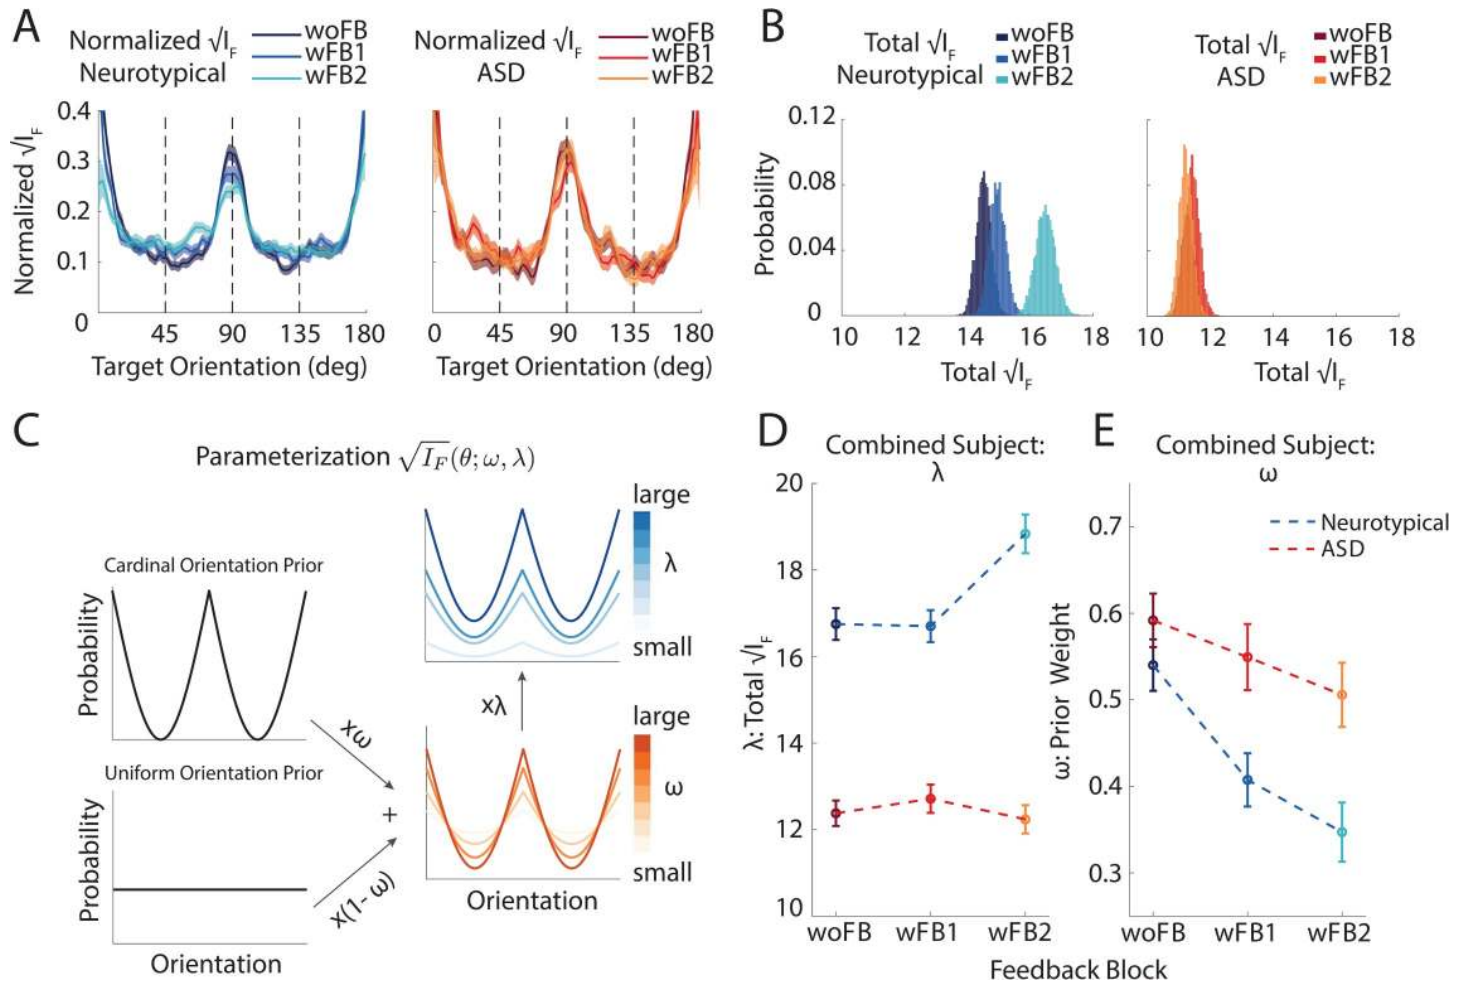 A
Normalized √I_F
Neurotypical
woFB
wFB1
wFB2
Normalized √I_F
ASD
woFB
wFB1
wFB2
Normalized √I_F
0.4
0.3
0.2
0.1
0
45
90
135
180
Target Orientation (deg)
0
45
90
135
180
Target Orientation (deg)
B
Total √I_F
Neurotypical
woFB
wFB1
wFB2
Total √I_F
ASD
woFB
wFB1
wFB2
Probability
0.12
0.08
0.04
0
10
12
14
16
18
Total √I_F
10
12
14
16
18
Total √I_F
C
Parameterization √I_F(θ; ω, λ)
Cardinal Orientation Prior
Probability
Uniform Orientation Prior
Probability
Orientation
xω
+
x(1- ω)
large
λ
small
xλ
large
ω
small
Orientation
D
Combined Subject:
λ
λ: Total √I_F
20
18
16
14
12
10
woFB
wFB1
wFB2
E
Combined Subject:
ω
Neurotypical
ASD
ω: Prior Weight
0.7
0.6
0.5
0.4
0.3
woFB
wFB1
wFB2
Feedback Block